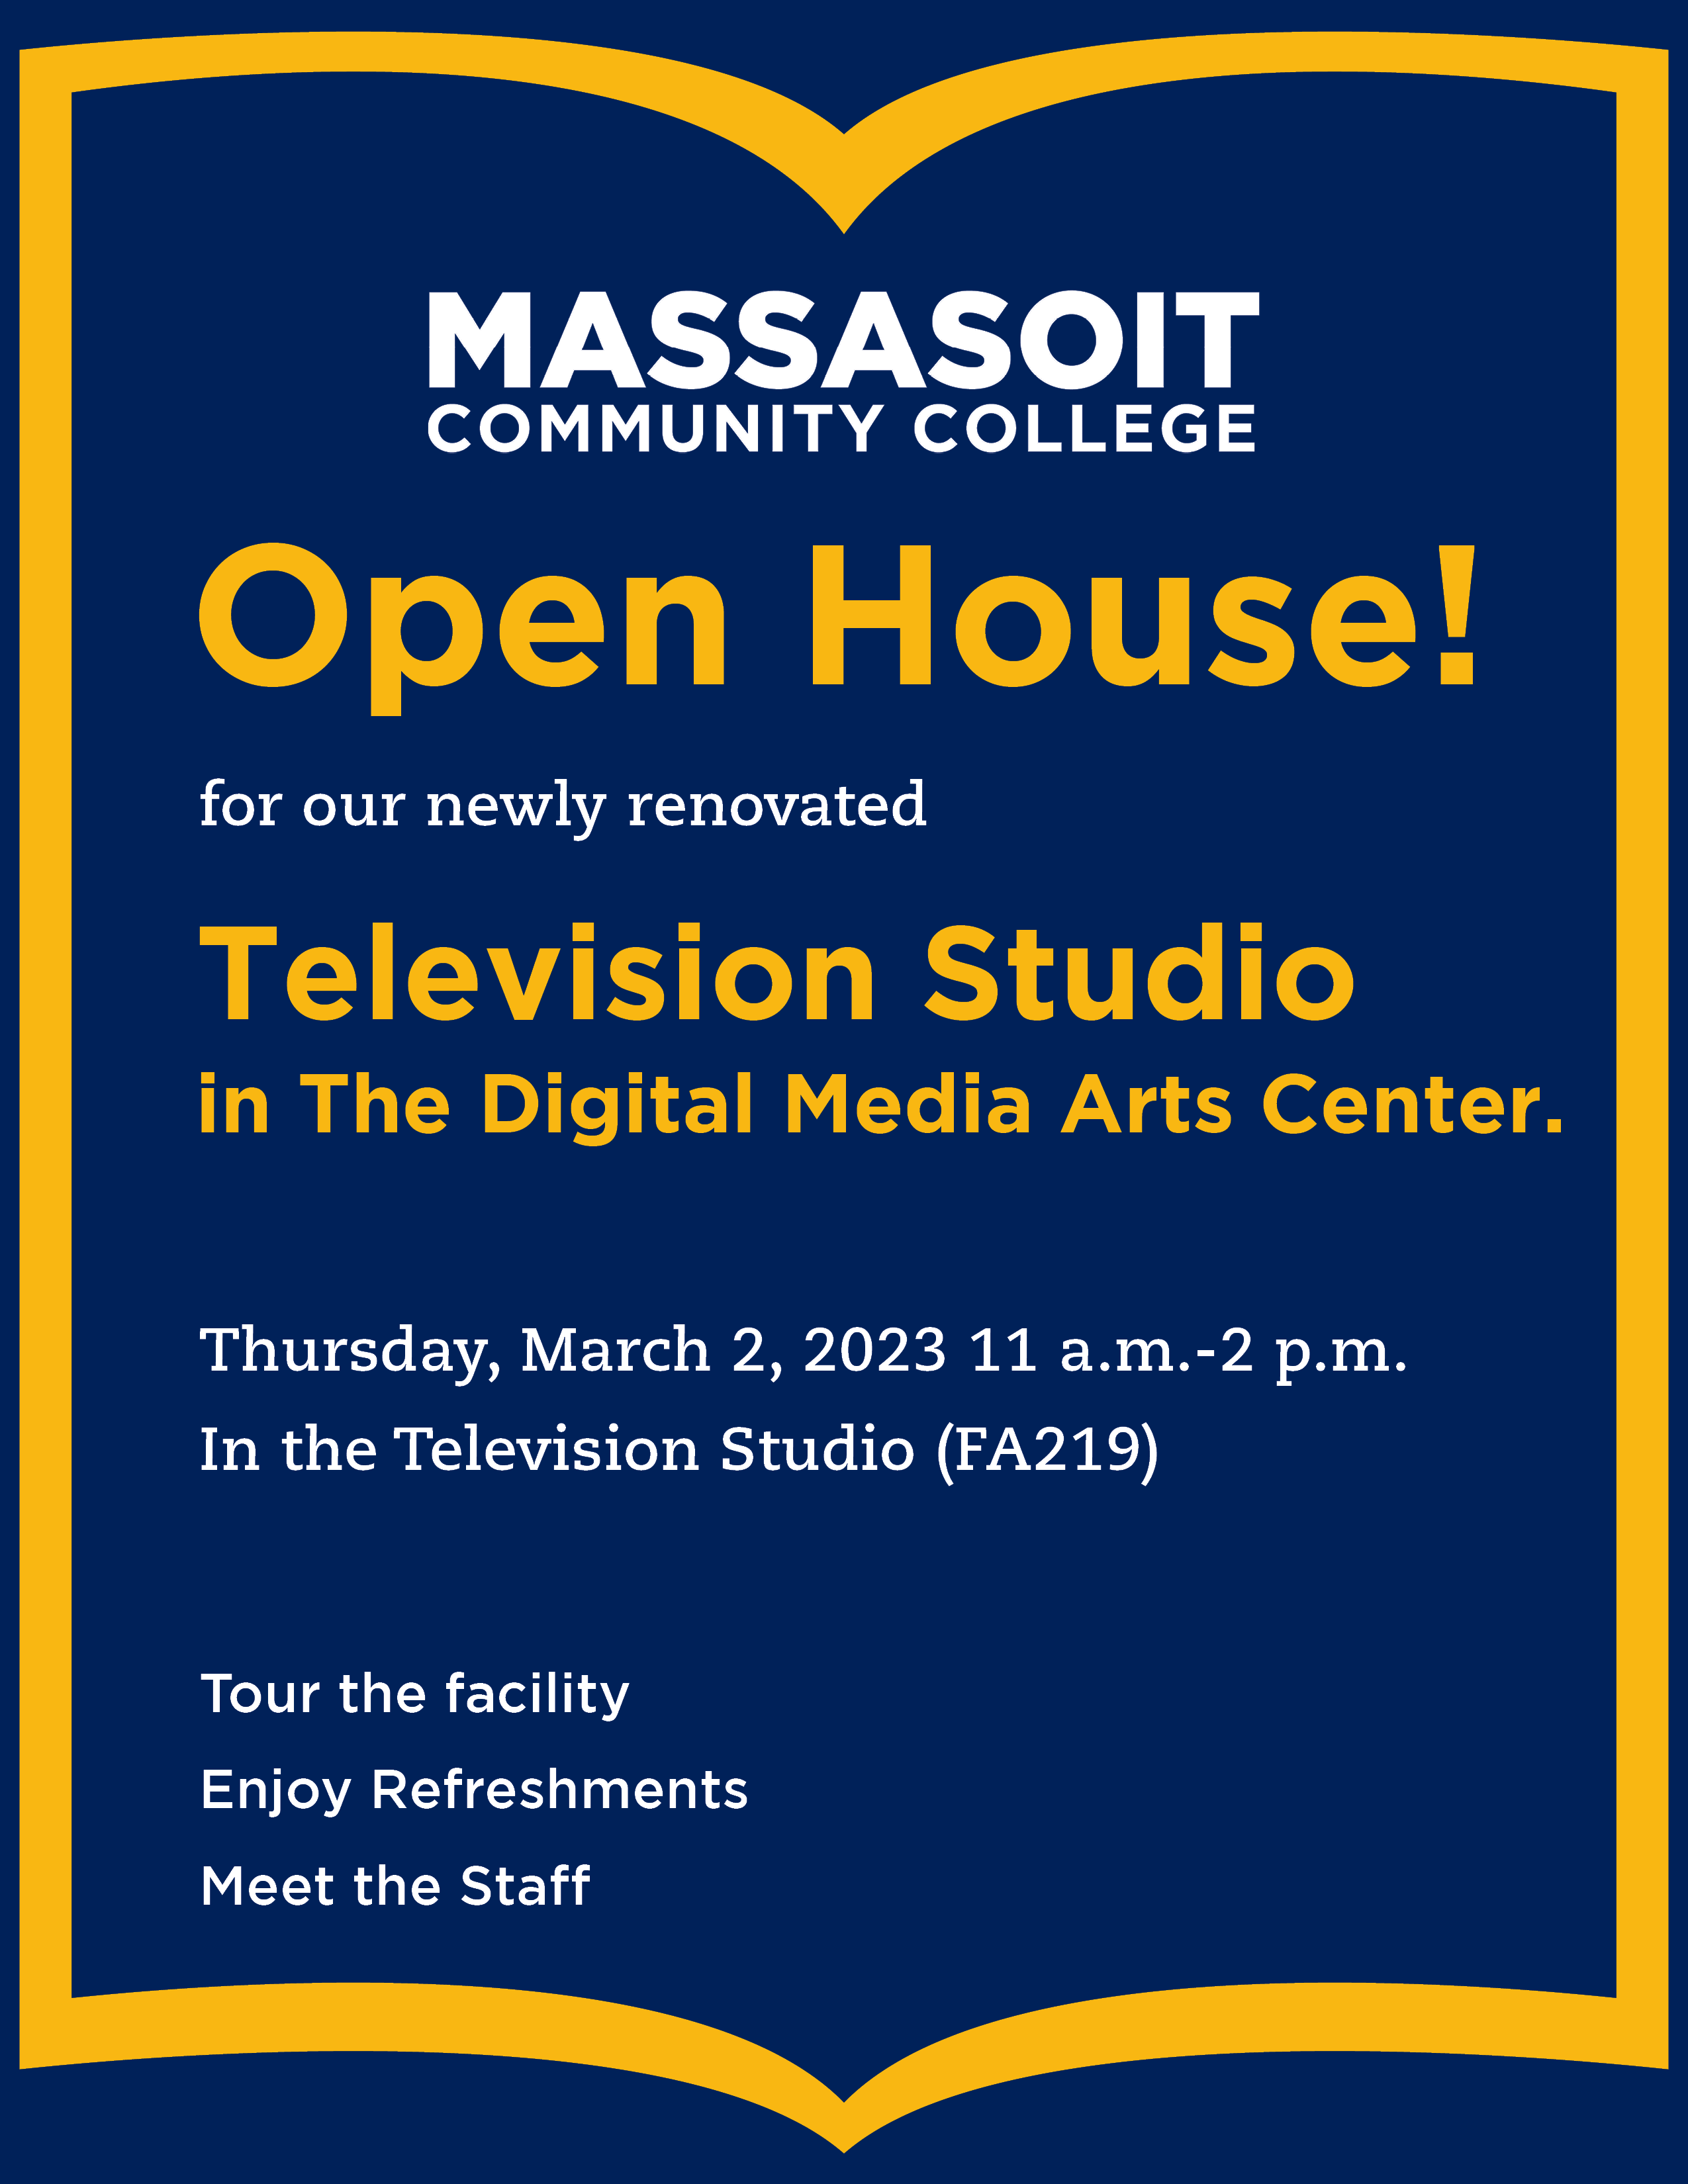 MASSASOIT
COMMUNITY COLLEGE
Open House!
for our newly renovated
Television Studio
in The Digital Media Arts Center.
Thursday, March 2, 2023 11 a.m.-2 p.m.
In the Television Studio (FA219)
Tour the facility
Enjoy Refreshments
Meet the Staff